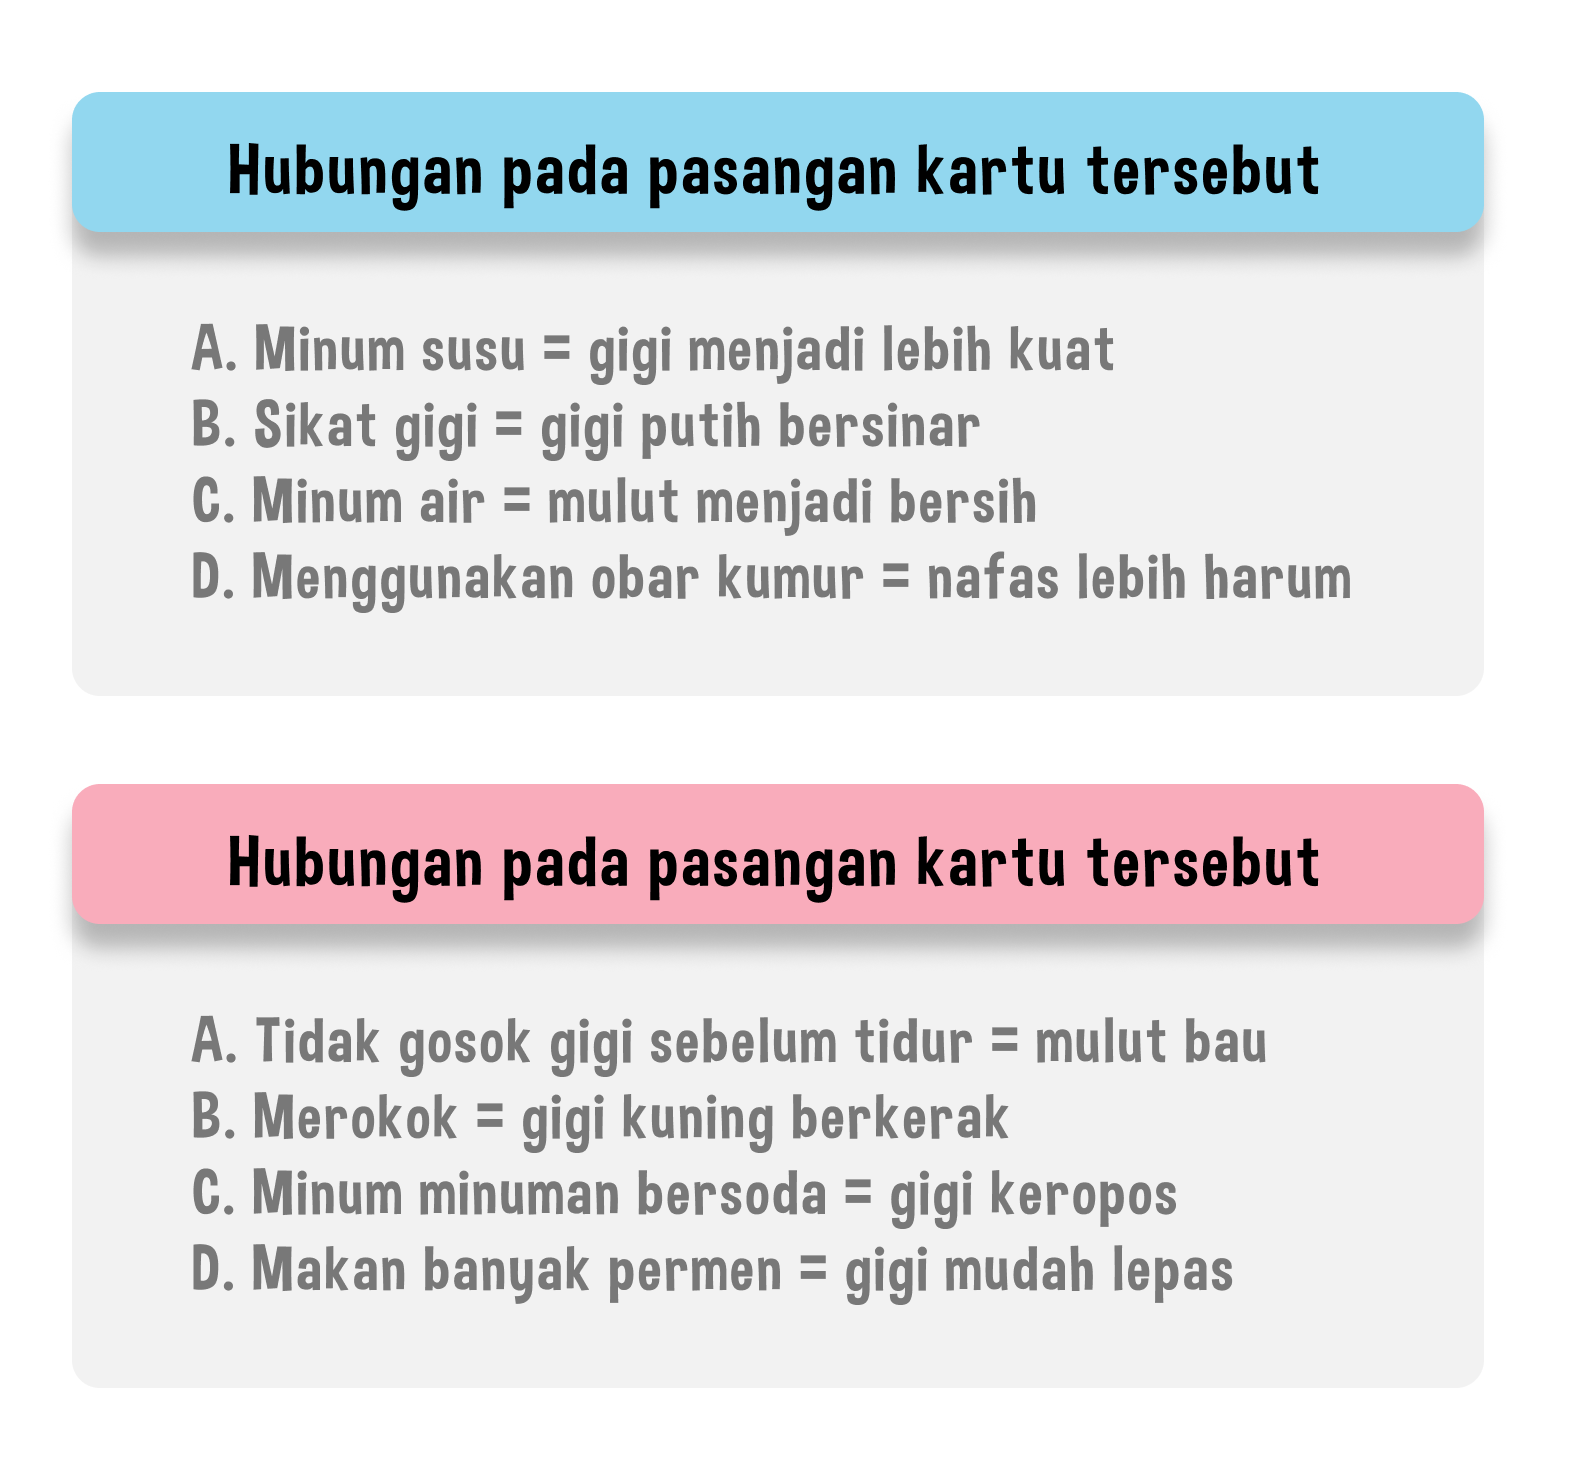 Hubungan pada pasangan kartu tersebut
A. Minum susu = gigi menjadi lebih kuat
B. Sikat gigi = gigi putih bersinar
C. Minum air = mulut menjadi bersih
D. Menggunakan obar kumur = nafas lebih harum
Hubungan pada pasangan kartu tersebut
A. Tidak gosok gigi sebelum tidur = mulut bau
B. Merokok = gigi kuning berkerak
C. Minum minuman bersoda = gigi keropos
D. Makan banyak permen = gigi mudah lepas